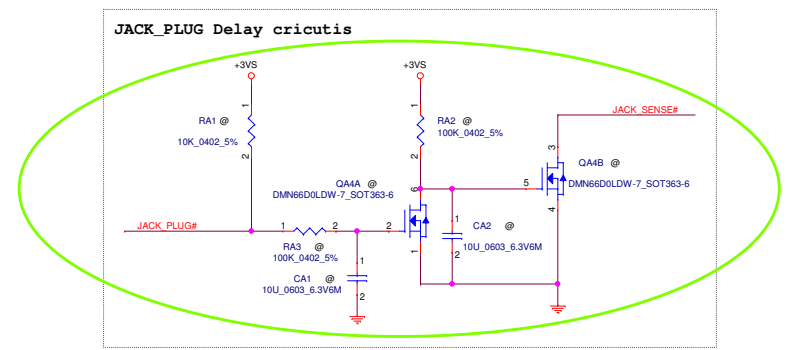 JACK_PLUG Delay cricutis
+3VS
+3VS
1
1
JACK_SENSE#
RA1 @
RA2 @
10K_0402_5%
100K_0402_5%
2
2
3
QA4A @
QA4B @
DMN66D0LDW-7_SOT363-6
6
5
DMN66D0LDW-7_SOT363-6
JACK_PLUG#
1
2
2
1
CA2 @
4
RA3 @
100K_0402_5%
1
1
2
10U_0603_6.3V6M
CA1 @
10U_0603_6.3V6M
2